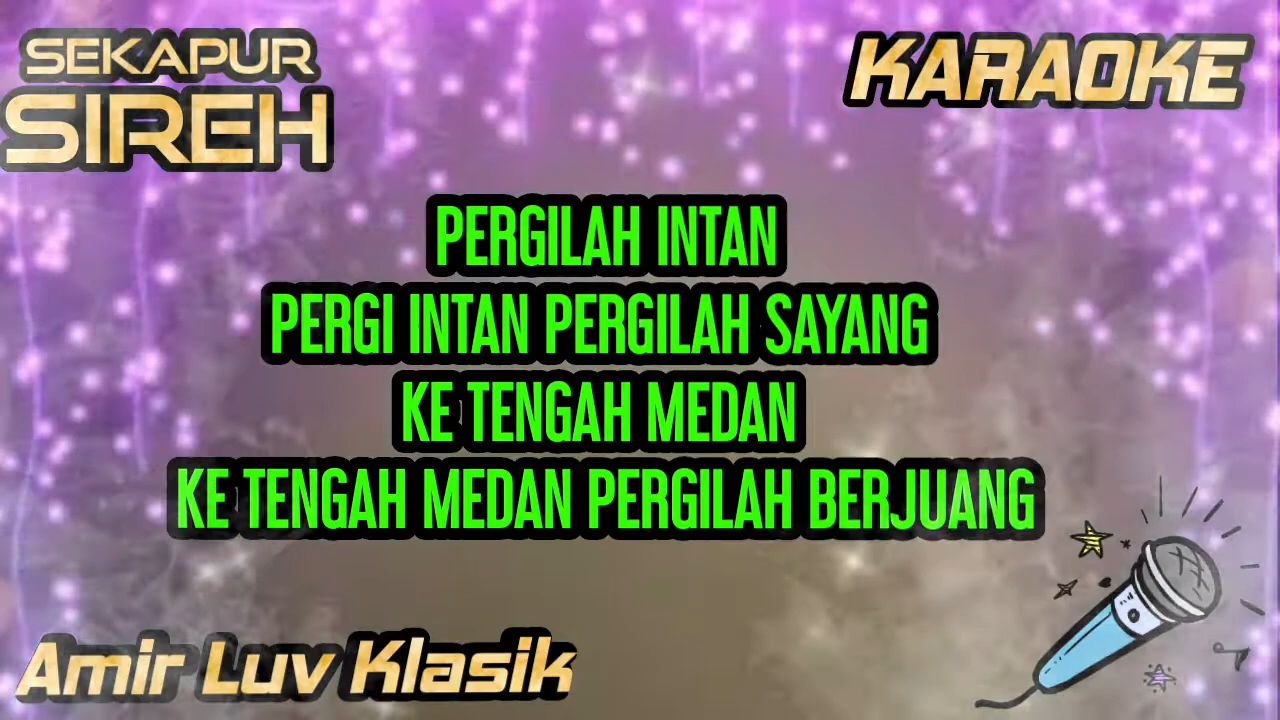 SEKAPUR
SIREH
KARAOKE
PERGILAH INTAN
PERGI INTAN PERGILAH SAYANG
KE TENGAH MEDAN
KE TENGAH MEDAN PERGILAH BERJUANG
Amir Luv Klasik